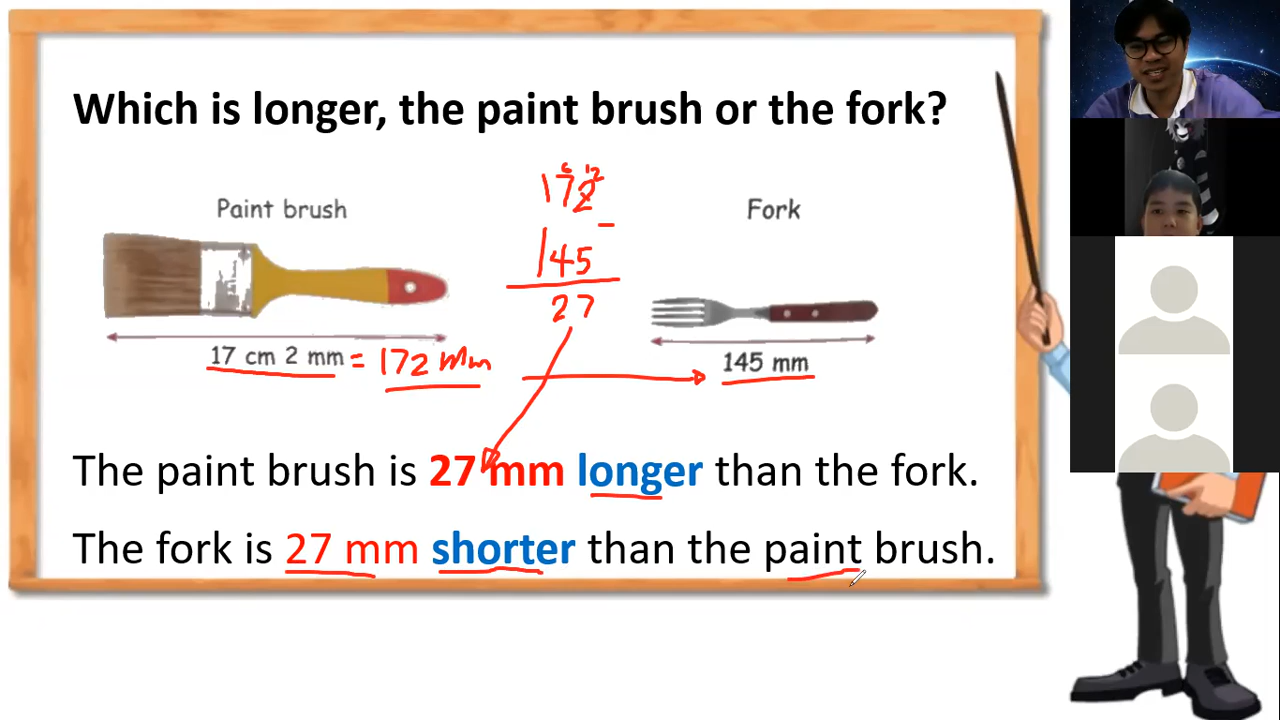 Which is longer, the paint brush or the fork?
6 12
172
Paint brush
Fork
-
145
27
17 cm 2 mm = 172 mm
145 mm
The paint brush is 27 mm longer than the fork.
The fork is 27 mm shorter than the paint brush.